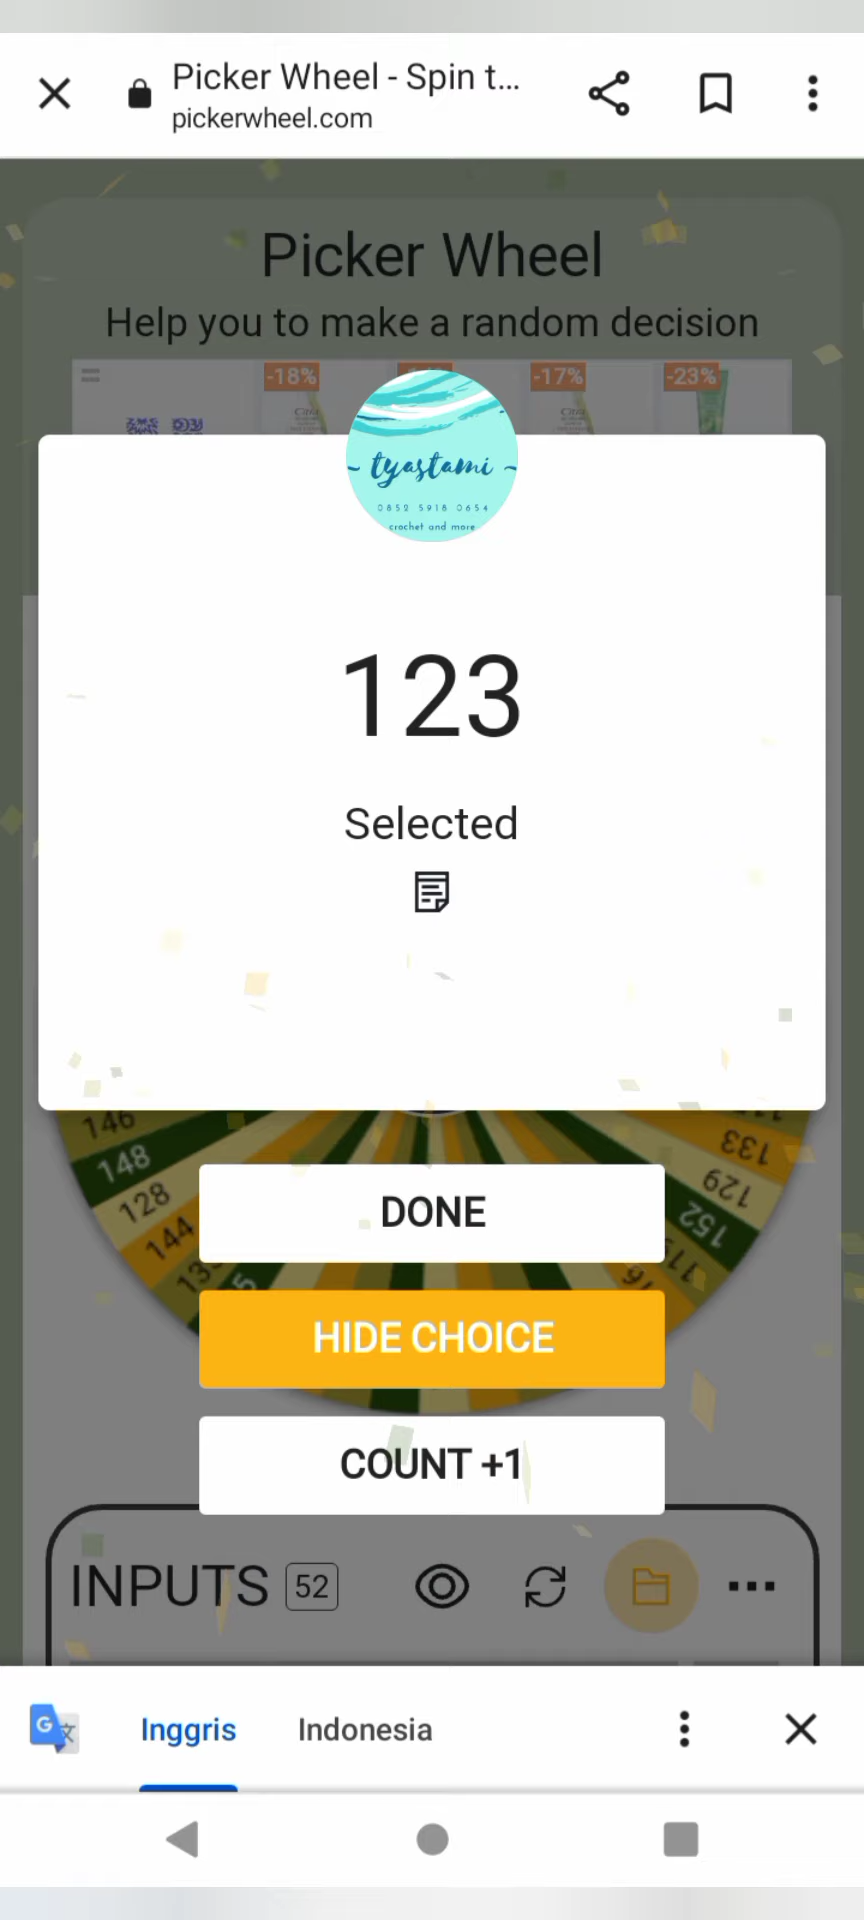 Picker Wheel - Spin t...
pickerwheel.com
Picker Wheel
Help you to make a random decision
-18%
-17%
-23%
Citra
~ tyastami ~
0852 5918 0654
crochet and more
123
Selected
146
148
128
144
133
129
152
DONE
HIDE CHOICE
COUNT +1
INPUTS 52
Inggris Indonesia